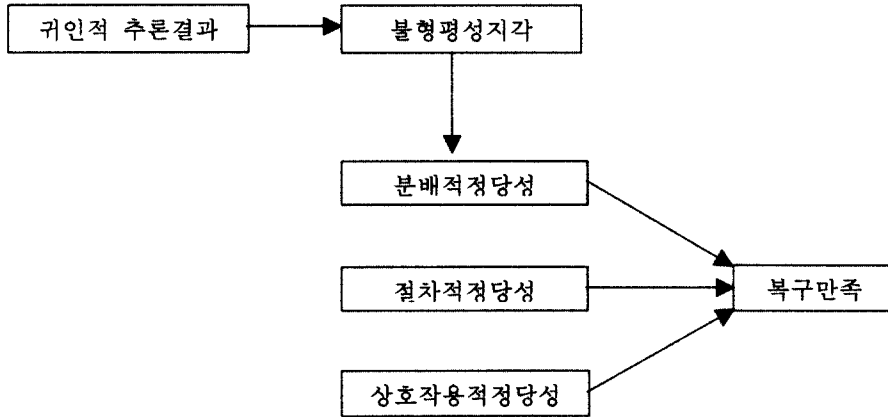 귀인적 추론결과
불형평성지각
분배적정당성
절차적정당성
복구만족
상호작용적정당성